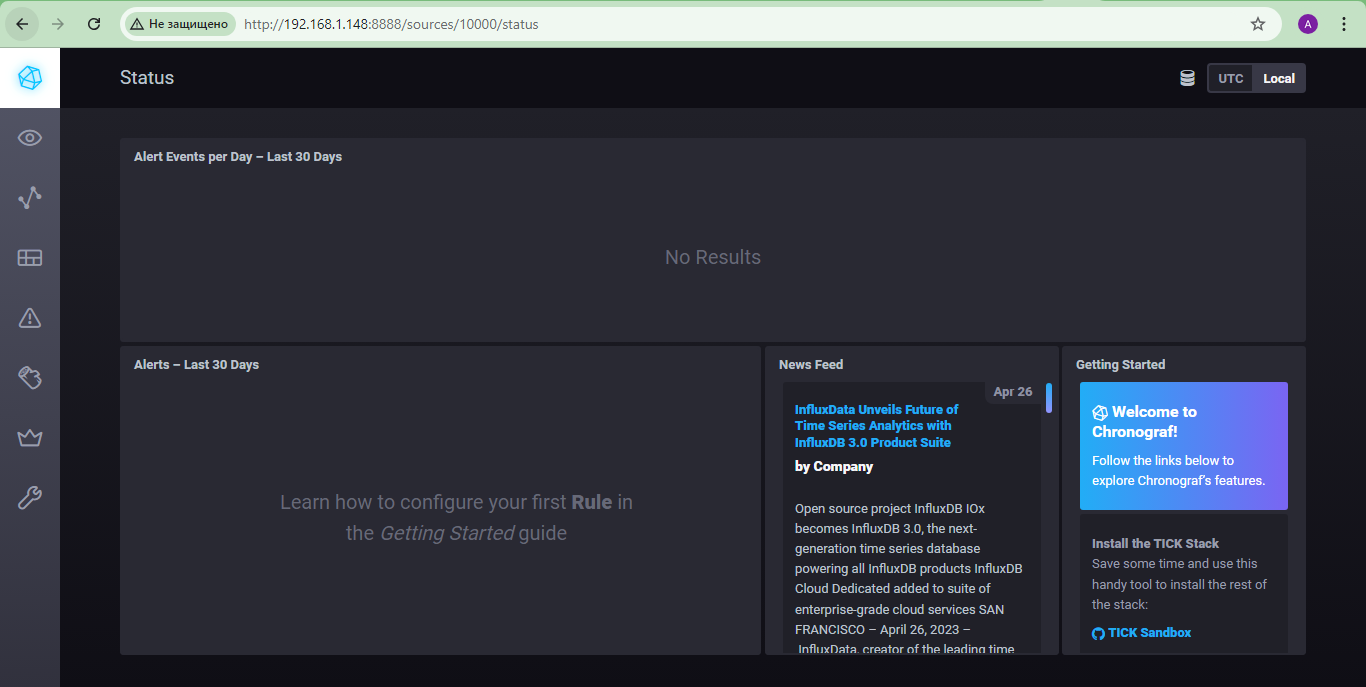 Не защищено
http://192.168.1.148:8888/sources/10000/status
A
Status
UTC
Local
Alert Events per Day – Last 30 Days
No Results
Alerts – Last 30 Days
Learn how to configure your first Rule in
the Getting Started guide
News Feed
Apr 26
InfluxData Unveils Future of
Time Series Analytics with
InfluxDB 3.0 Product Suite
by Company
Open source project InfluxDB IOx
becomes InfluxDB 3.0, the next-
generation time series database
powering all InfluxDB products InfluxDB
Cloud Dedicated added to suite of
enterprise-grade cloud services SAN
FRANCISCO – April 26, 2023 –
InfluxData, creator of the leading time
Getting Started
Welcome to
Chronograf!
Follow the links below to
explore Chronograf's features.
Install the TICK Stack
Save some time and use this
handy tool to install the rest of
the stack:
TICK Sandbox